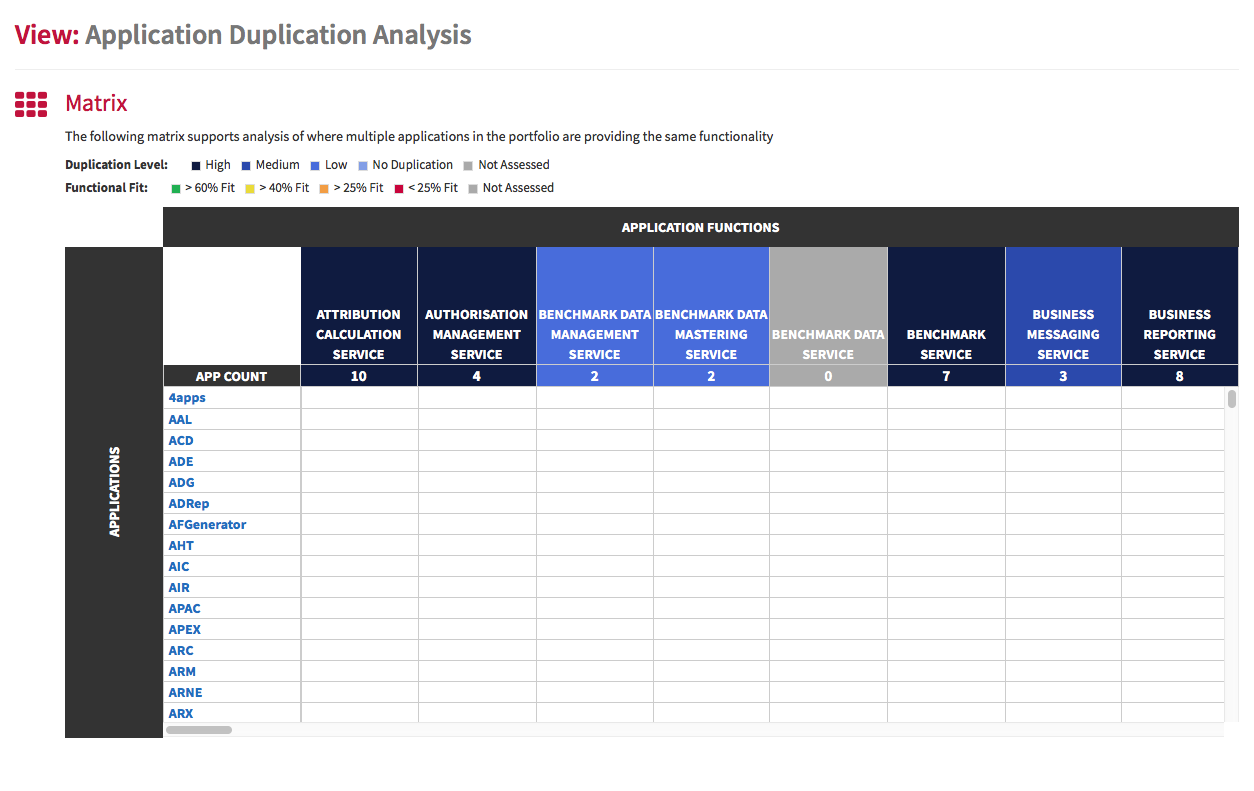 View: Application Duplication Analysis
Matrix
The following matrix supports analysis of where multiple applications in the portfolio are providing the same functionality
Duplication Level: High Medium Low No Duplication Not Assessed
Functional Fit: > 60% Fit > 40% Fit > 25% Fit < 25% Fit Not Assessed
APPLICATION FUNCTIONS
ATTRIBUTION CALCULATION SERVICE
AUTHORISATION MANAGEMENT SERVICE
BENCHMARK DATA MANAGEMENT SERVICE
BENCHMARK DATA MASTERING SERVICE
BENCHMARK DATA SERVICE
BENCHMARK SERVICE
BUSINESS MESSAGING SERVICE
BUSINESS REPORTING SERVICE
APP COUNT 10 4 2 2 0 7 3 8
APPLICATIONS
4apps
AAL
ACD
ADE
ADG
ADRep
AFGenerator
AHT
AIC
AIR
APAC
APEX
ARC
ARM
ARNE
ARX